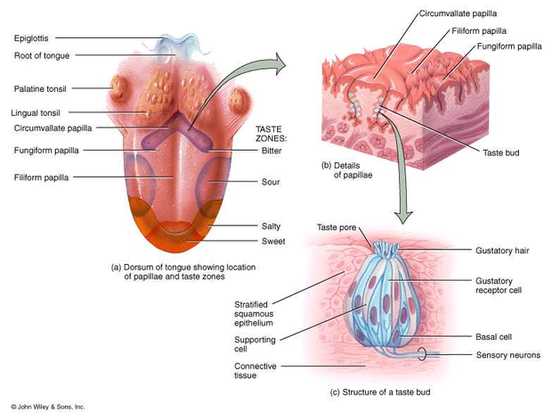 Epiglottis
Root of tongue
Palatine tonsil
Lingual tonsil
Circumvallate papilla
Fungiform papilla
Filiform papilla
TASTE
ZONES:
Bitter
Sour
Salty
Sweet
(a) Dorsum of tongue showing location
of papillae and taste zones
Circumvallate papilla
Filiform papilla
Fungiform papilla
Taste bud
(b) Details
of papillae
Taste pore
Gustatory hair
Gustatory
receptor cell
Stratified
squamous
epithelium
Supporting
cell
Basal cell
Sensory neurons
Connective
tissue
(c) Structure of a taste bud
© John Wiley & Sons, Inc.